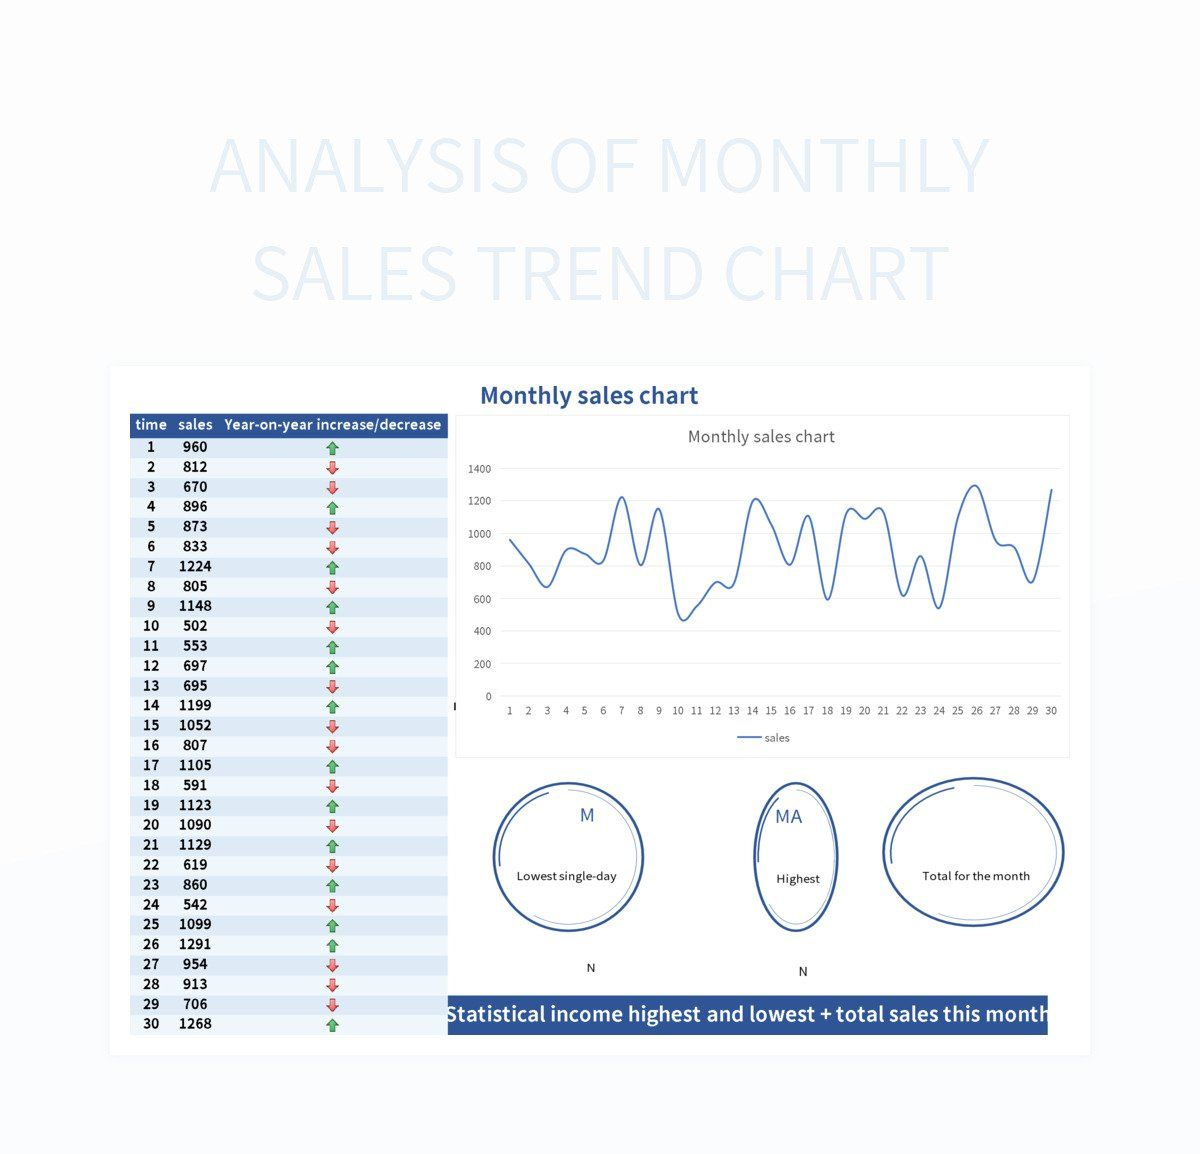 ANALYSIS OF MONTHLY
SALES TREND CHART
Monthly sales chart
time sales Year-on-year increase/decrease
1 960
2 812
3 670
4 896
5 873
6 833
7 1224
8 805
9 1148
10 502
11 553
12 697
13 695
14 1199
15 1052
16 807
17 1105
18 591
19 1123
20 1090
21 1129
22 619
23 860
24 542
25 1099
26 1291
27 954
28 913
29 706
30 1268
Monthly sales chart
1400
1200
1000
800
600
400
200
0
1 2 3 4 5 6 7 8 9 10 11 12 13 14 15 16 17 18 19 20 21 22 23 24 25 26 27 28 29 30
sales
M
Lowest single-day
N
MA
Highest
N
Total for the month
Statistical income highest and lowest + total sales this month